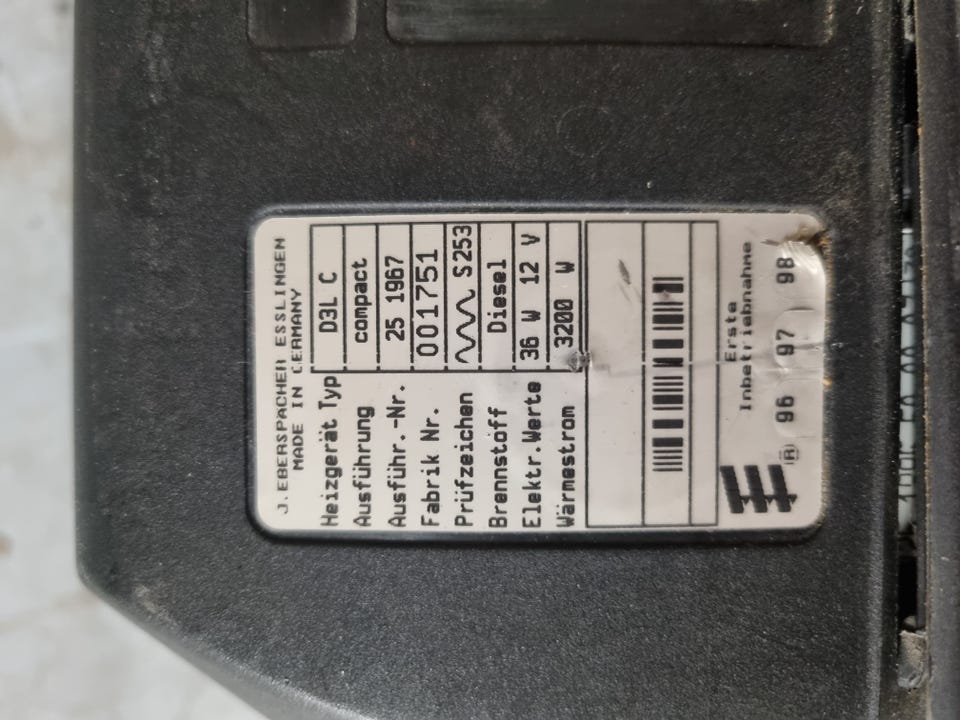 J. EBERSPÄCHER ESSLINGEN
MADE IN GERMANY
Heizgerät Typ D3L C
Ausführung compact
Ausführ.-Nr. 25 1967
Fabrik Nr. 001751
Prüfzeichen S253
Brennstoff Diesel
Elektr.Werte 36 W 12 V
Wärmestrom 3200 W
Erste
Inbetriebnahne
R 96 97 98